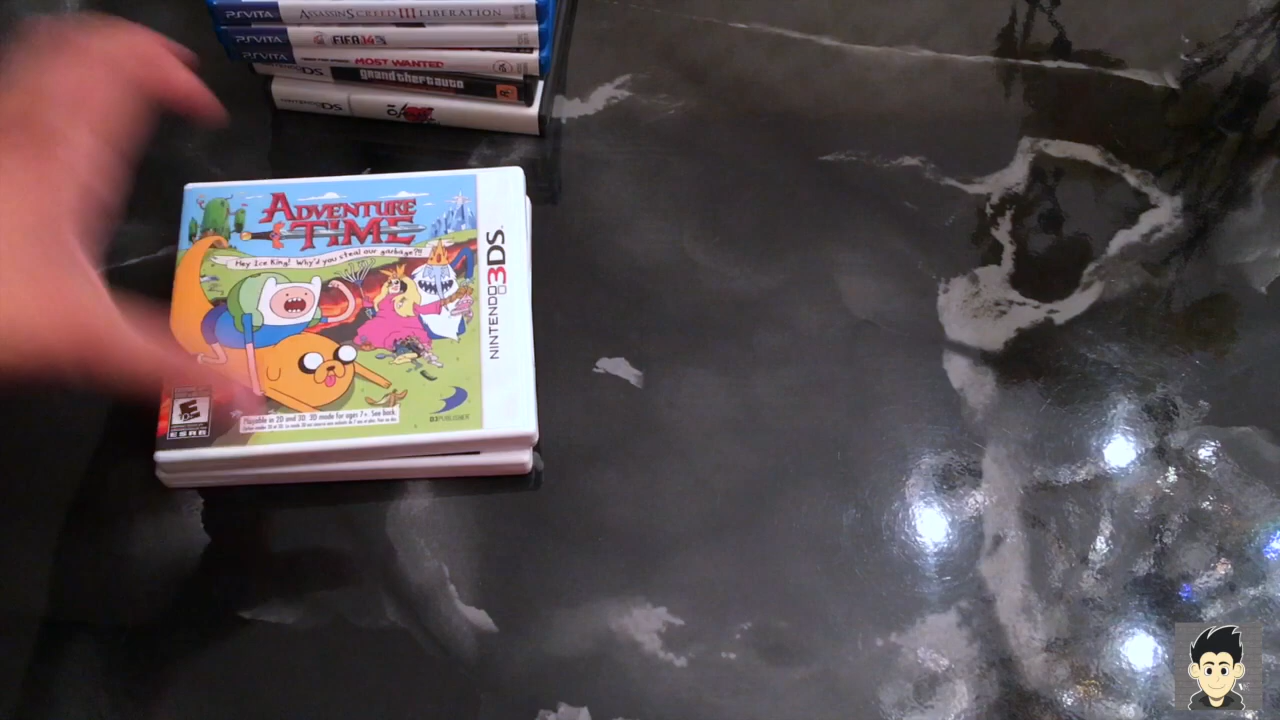 PSVITA ASSASSIN'S CREED III LIBERATION
PSVITA FIFA 14
PSVITA MOST WANTED
DS grand theft auto
NINTENDO DS
ADVENTURE
TIME
Hey Ice King! Why'd you steal our garbage?!!
NINTENDO 3DS
E
ESRB
Playable in 2D and 3D. 3D mode for ages 7+. See back.
D3PUBLISHER